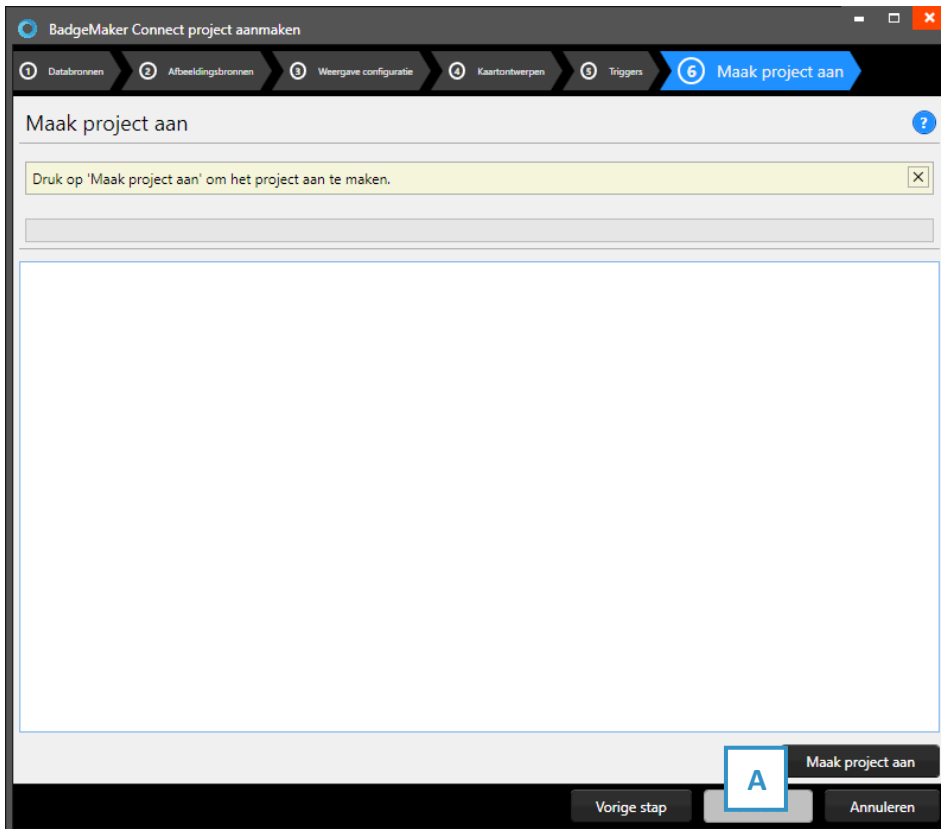 BadgeMaker Connect project aanmaken
1 Databronnen 2 Afbeeldingsbronnen 3 Weergave configuratie 4 Kaartontwerpen 5 Triggers 6 Maak project aan
Maak project aan
?
Druk op 'Maak project aan' om het project aan te maken.
Maak project aan
A
Vorige stap Annuleren